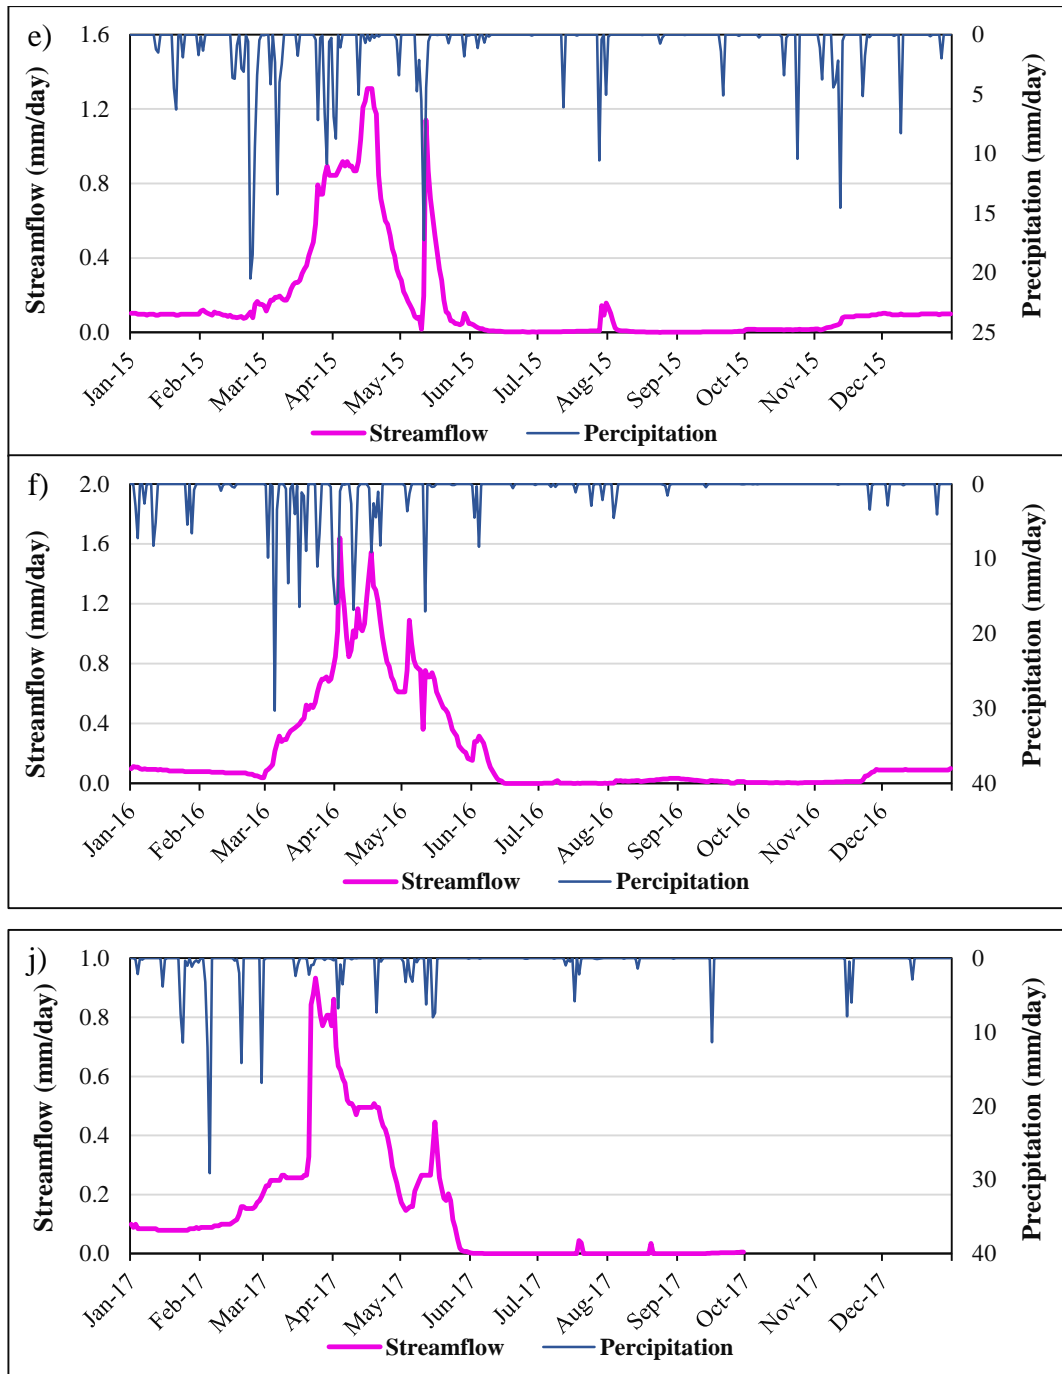 e)
Streamflow (mm/day)
1.6
1.2
0.8
0.4
0.0
0
5
10
15
20
25
Precipitation (mm/day)
Jan-15
Feb-15
Mar-15
Apr-15
May-15
Jun-15
Jul-15
Aug-15
Sep-15
Oct-15
Nov-15
Dec-15
Streamflow
Percipitation
f)
Streamflow (mm/day)
2.0
1.6
1.2
0.8
0.4
0.0
0
10
20
30
40
Precipitation (mm/day)
Jan-16
Feb-16
Mar-16
Apr-16
May-16
Jun-16
Jul-16
Aug-16
Sep-16
Oct-16
Nov-16
Dec-16
Streamflow
Percipitation
j)
Streamflow (mm/day)
1.0
0.8
0.6
0.4
0.2
0.0
0
10
20
30
40
Precipitation (mm/day)
Jan-17
Feb-17
Mar-17
Apr-17
May-17
Jun-17
Jul-17
Aug-17
Sep-17
Oct-17
Nov-17
Dec-17
Streamflow
Percipitation